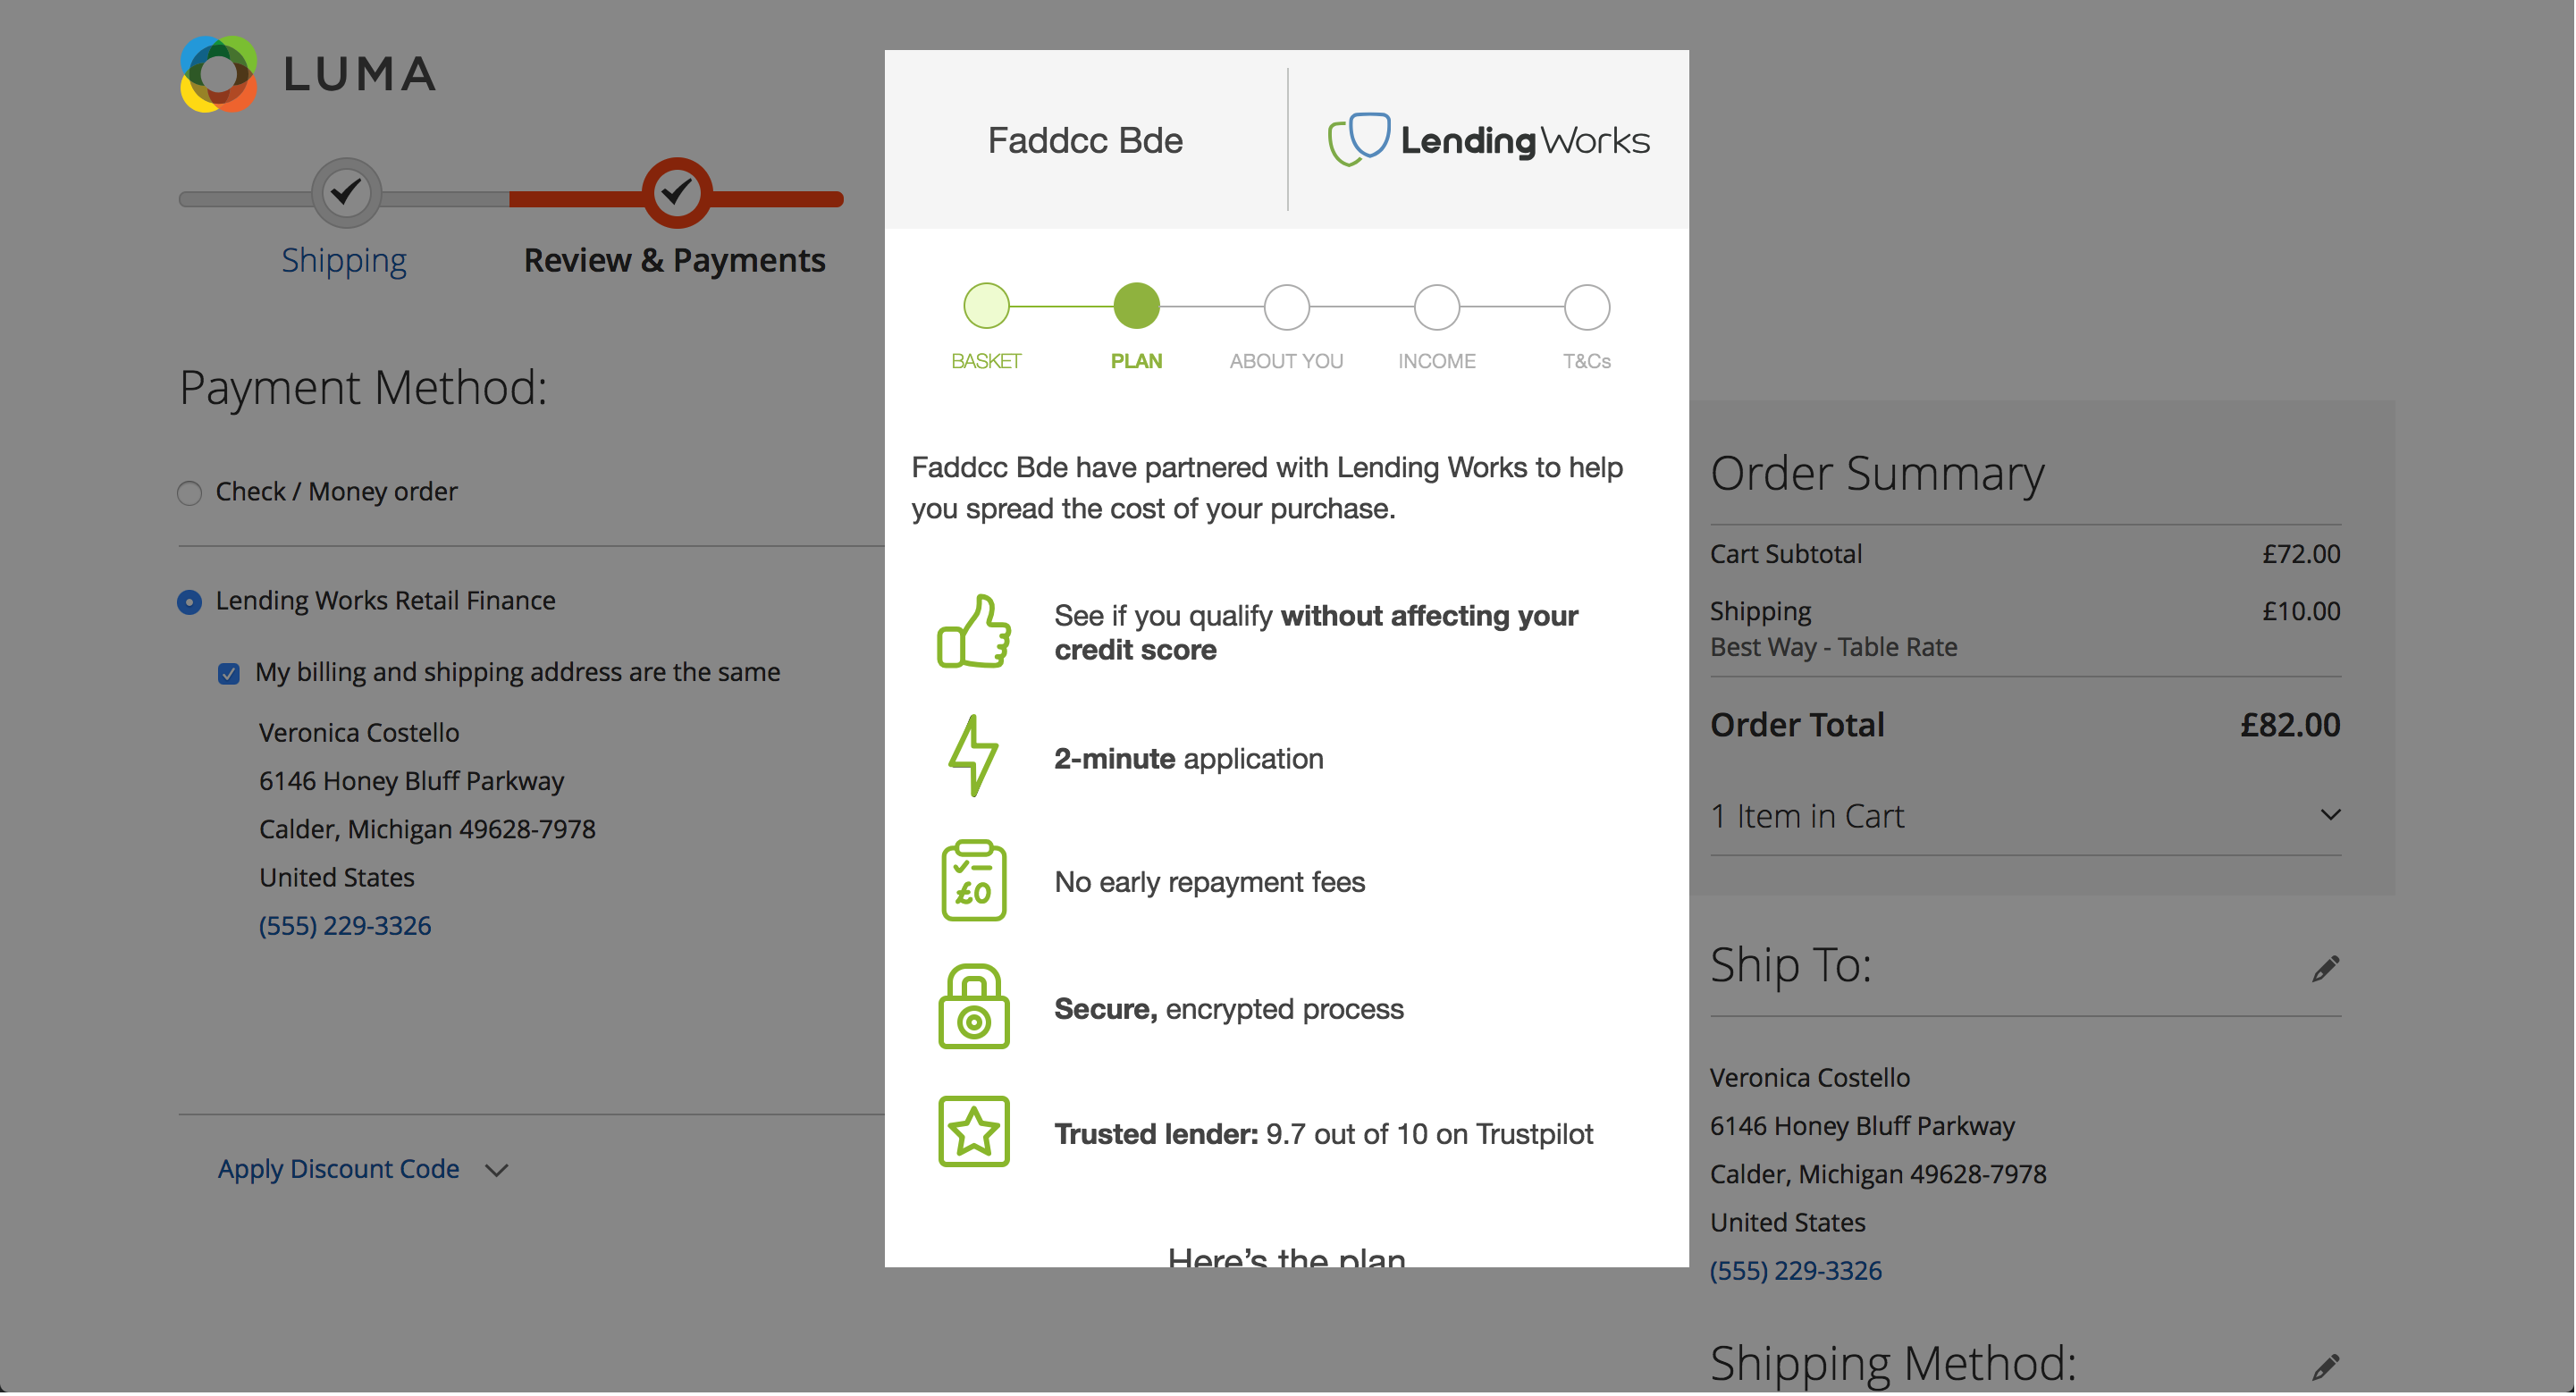 LUMA
Shipping
Review & Payments
Payment Method:
Check / Money order
Lending Works Retail Finance
My billing and shipping address are the same
Veronica Costello
6146 Honey Bluff Parkway
Calder, Michigan 49628-7978
United States
(555) 229-3326
Apply Discount Code
Faddcc Bde
LendingWorks
BASKET
PLAN
ABOUT YOU
INCOME
T&Cs
Faddcc Bde have partnered with Lending Works to help
you spread the cost of your purchase.
See if you qualify without affecting your
credit score
2-minute application
£0
No early repayment fees
Secure, encrypted process
Trusted lender: 9.7 out of 10 on Trustpilot
Here's the plan
Order Summary
Cart Subtotal £72.00
Shipping £10.00
Best Way - Table Rate
Order Total £82.00
1 Item in Cart
Ship To:
Veronica Costello
6146 Honey Bluff Parkway
Calder, Michigan 49628-7978
United States
(555) 229-3326
Shipping Method: